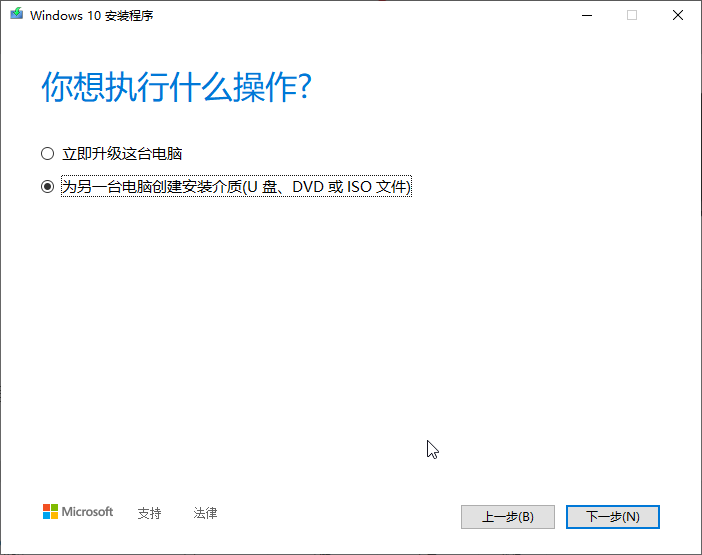 Windows 10 安装程序
你想执行什么操作?
立即升级这台电脑
为另一台电脑创建安装介质(U 盘、DVD 或 ISO 文件)
Microsoft 支持 法律 上一步(B) 下一步(N)